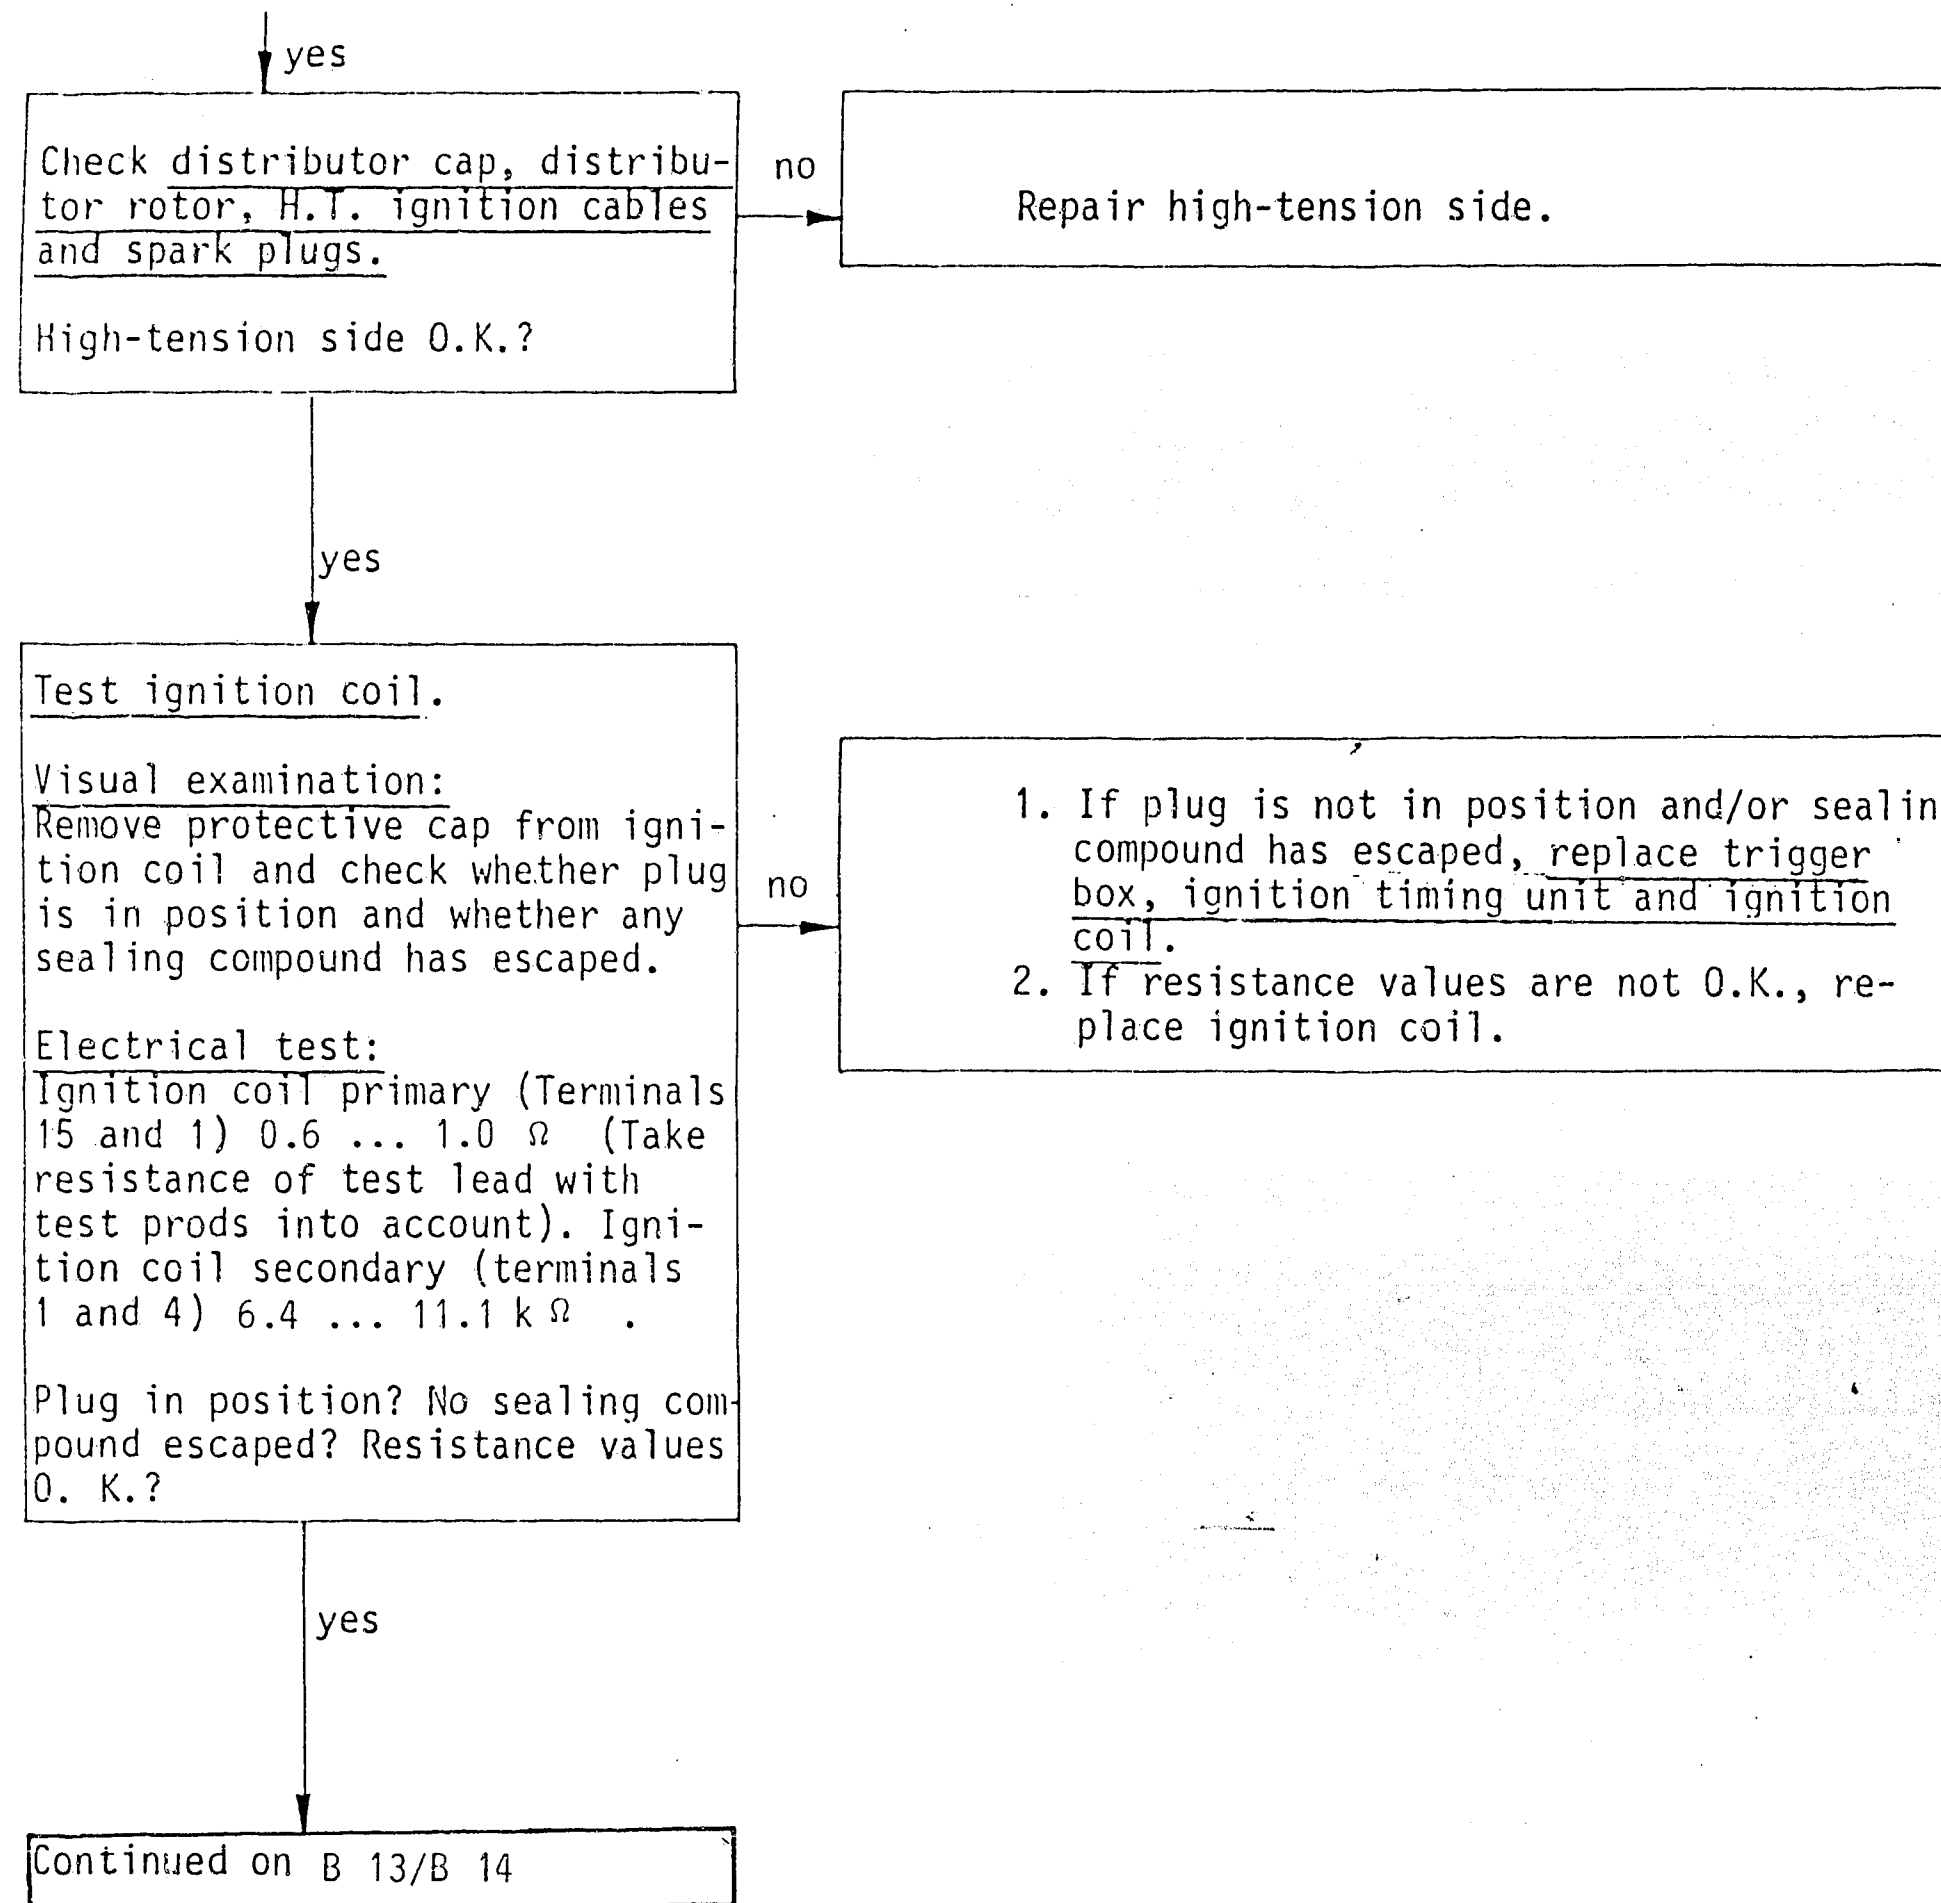 yes
Check distributor cap, distribu-
tor rotor, H.T. ignition cables
and spark plugs.
High-tension side O.K.?
no
Repair high-tension side.
yes
Test ignition coil.
Visual examination:
Remove protective cap from igni-
tion coil and check whether plug
is in position and whether any
sealing compound has escaped.
Electrical test:
Ignition coil primary (Terminals
15 and 1) 0.6 ... 1.0 Ω (Take
resistance of test lead with
test prods into account). Igni-
tion coil secondary (terminals
1 and 4) 6.4 ... 11.1 k Ω .
Plug in position? No sealing com-
pound escaped? Resistance values
O. K.?
no
1. If plug is not in position and/or sealin
compound has escaped, replace trigger
box, ignition timing unit and ignition
coil.
2. If resistance values are not O.K., re-
place ignition coil.
yes
Continued on B 13/B 14